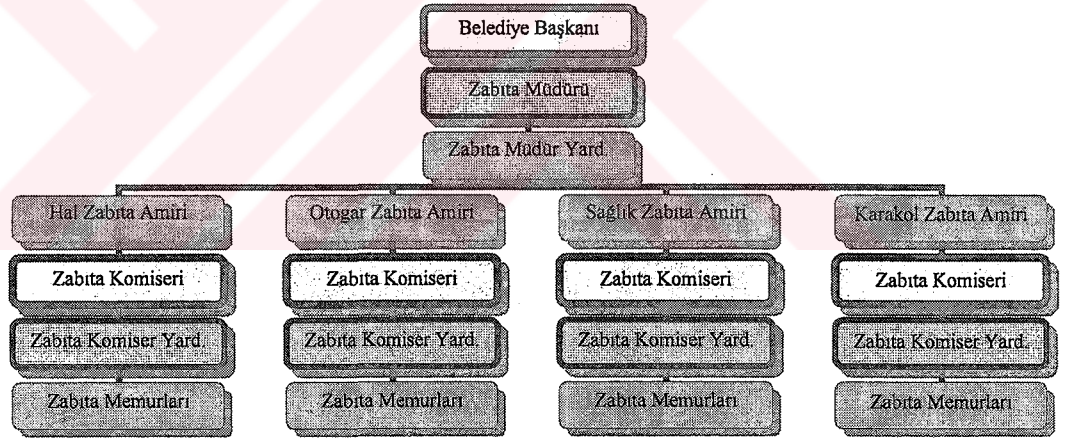 Belediye Başkanı
Zabıta Müdürü
Zabıta Müdür Yard.
Hal Zabıta Amiri
Otogar Zabıta Amiri
Sağlık Zabıta Amiri
Karakol Zabıta Amiri
Zabıta Komiseri
Zabıta Komiseri
Zabıta Komiseri
Zabıta Komiseri
Zabıta Komiser Yard.
Zabıta Komiser Yard.
Zabıta Komiser Yard.
Zabıta Komiser Yard.
Zabıta Memurları
Zabıta Memurları
Zabıta Memurları
Zabıta Memurları